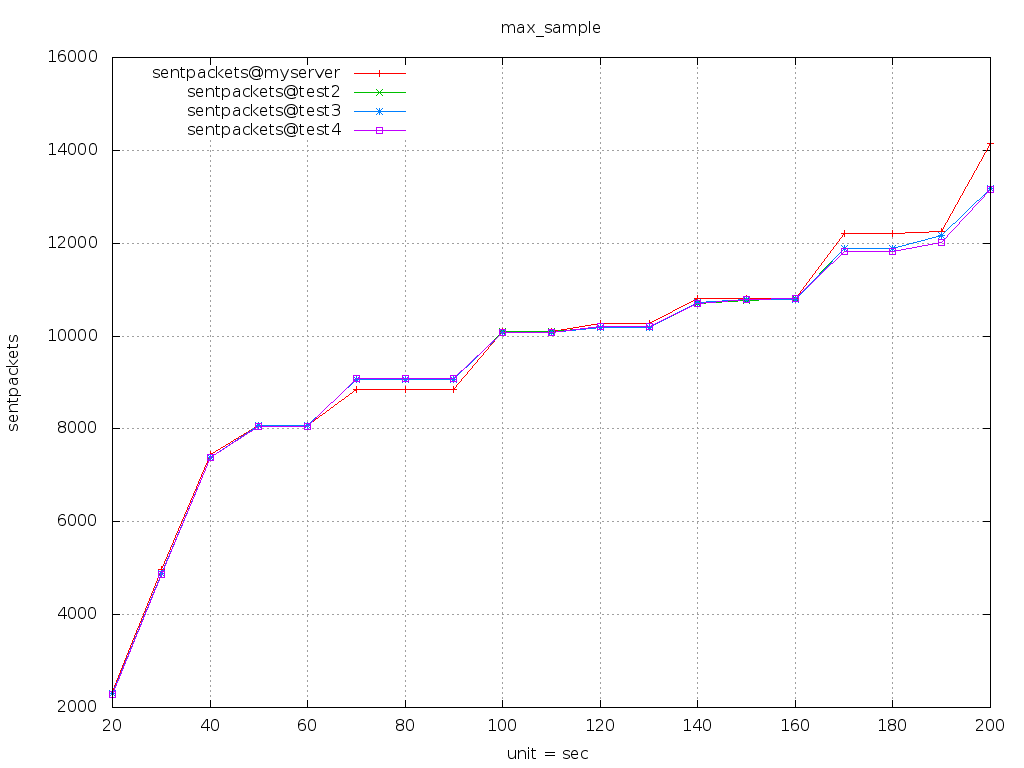 max_sample
sentpackets@myserver
sentpackets@test2
sentpackets@test3
sentpackets@test4
16000
14000
12000
10000
8000
6000
4000
2000
sentpackets
20 40 60 80 100 120 140 160 180 200
unit = sec